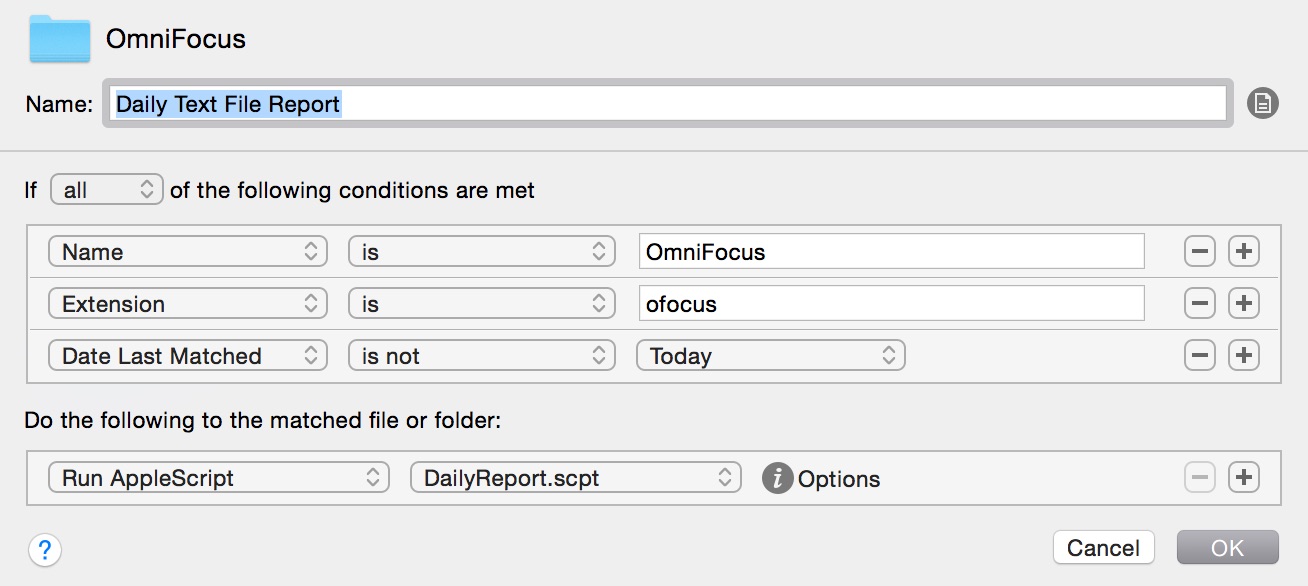 OmniFocus
Name: Daily Text File Report
If all of the following conditions are met
Name is OmniFocus
Extension is ofocus
Date Last Matched is not Today
Do the following to the matched file or folder:
Run AppleScript DailyReport.scpt i Options
? Cancel OK